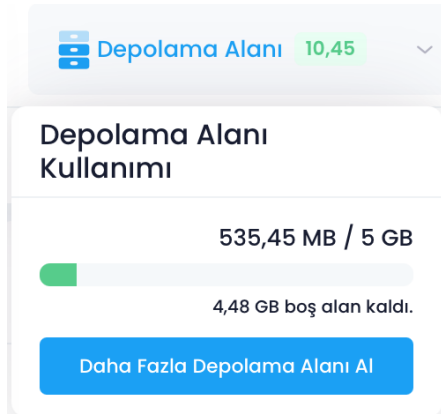 Depolama Alanı 10,45
Depolama Alanı
Kullanımı
535,45 MB / 5 GB
4,48 GB boş alan kaldı.
Daha Fazla Depolama Alanı Al